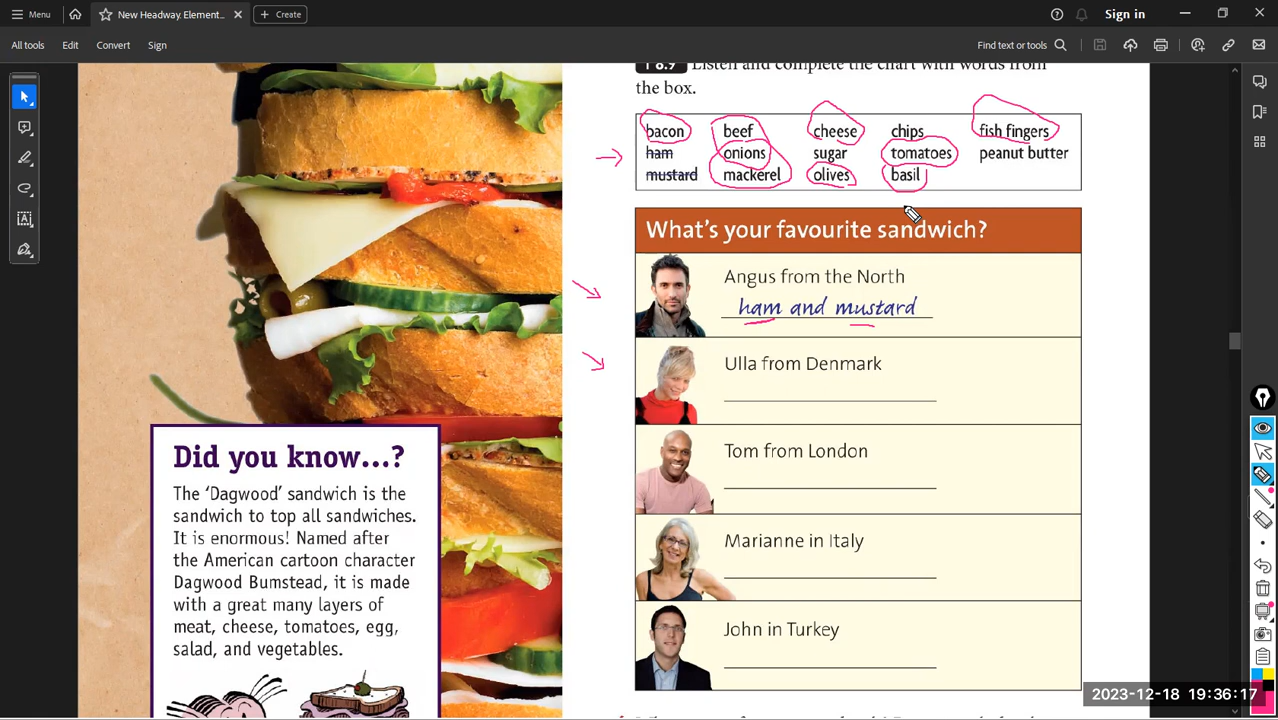 Menu
New Headway. Element...
Create
Sign in
All tools
Edit
Convert
Sign
Find text or tools
T 8.9 Listen and complete the chart with words from
the box.
bacon beef cheese chips fish fingers
ham onions sugar tomatoes peanut butter
mustard mackerel olives basil
What's your favourite sandwich?
Angus from the North
ham and mustard
Ulla from Denmark
Tom from London
Marianne in Italy
John in Turkey
Did you know...?
The 'Dagwood' sandwich is the
sandwich to top all sandwiches.
It is enormous! Named after
the American cartoon character
Dagwood Bumstead, it is made
with a great many layers of
meat, cheese, tomatoes, egg,
salad, and vegetables.
2023-12-18 19:36:17